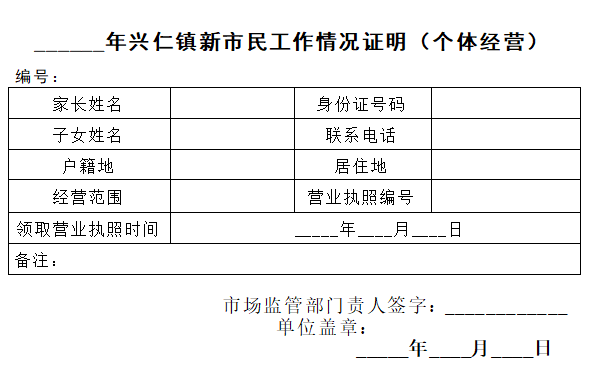 ______年兴仁镇新市民工作情况证明（个体经营）
编号：
家长姓名 身份证号码
子女姓名 联系电话
户籍地 居住地
经营范围 营业执照编号
领取营业执照时间 _____年____月____日
备注：
市场监管部门责人签字：____________
单位盖章：
_____年____月____日